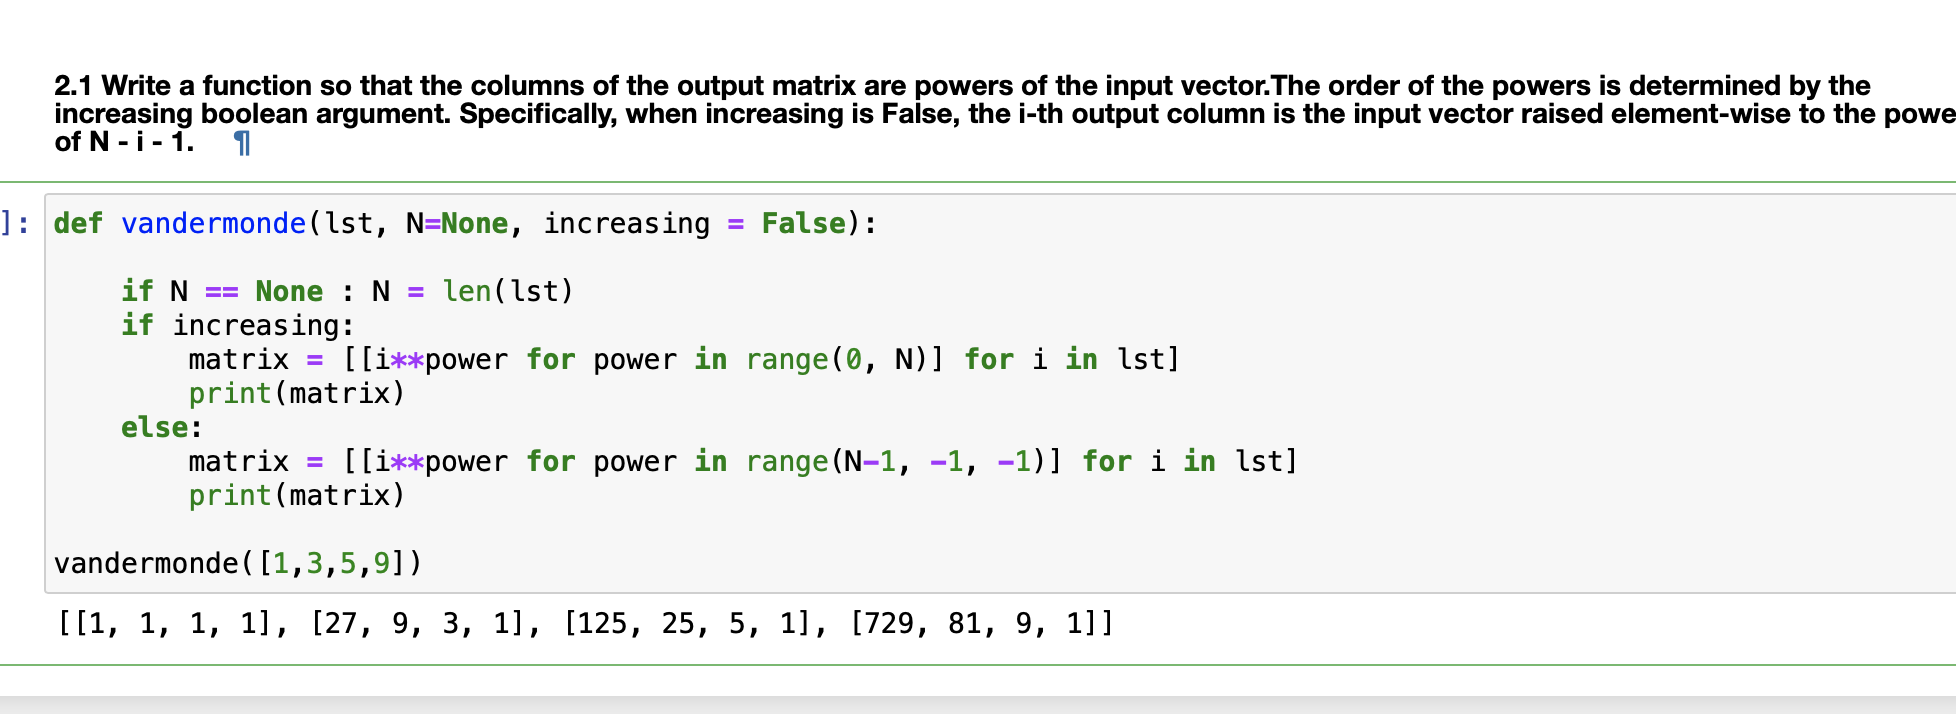 2.1 Write a function so that the columns of the output matrix are powers of the input vector.The order of the powers is determined by the
increasing boolean argument. Specifically, when increasing is False, the i-th output column is the input vector raised element-wise to the powe
of N - i - 1. ¶
]: def vandermonde(lst, N=None, increasing = False):
if N == None : N = len(lst)
if increasing:
matrix = [[i**power for power in range(0, N)] for i in lst]
print(matrix)
else:
matrix = [[i**power for power in range(N-1, -1, -1)] for i in lst]
print(matrix)
vandermonde([1,3,5,9])
[[1, 1, 1, 1], [27, 9, 3, 1], [125, 25, 5, 1], [729, 81, 9, 1]]